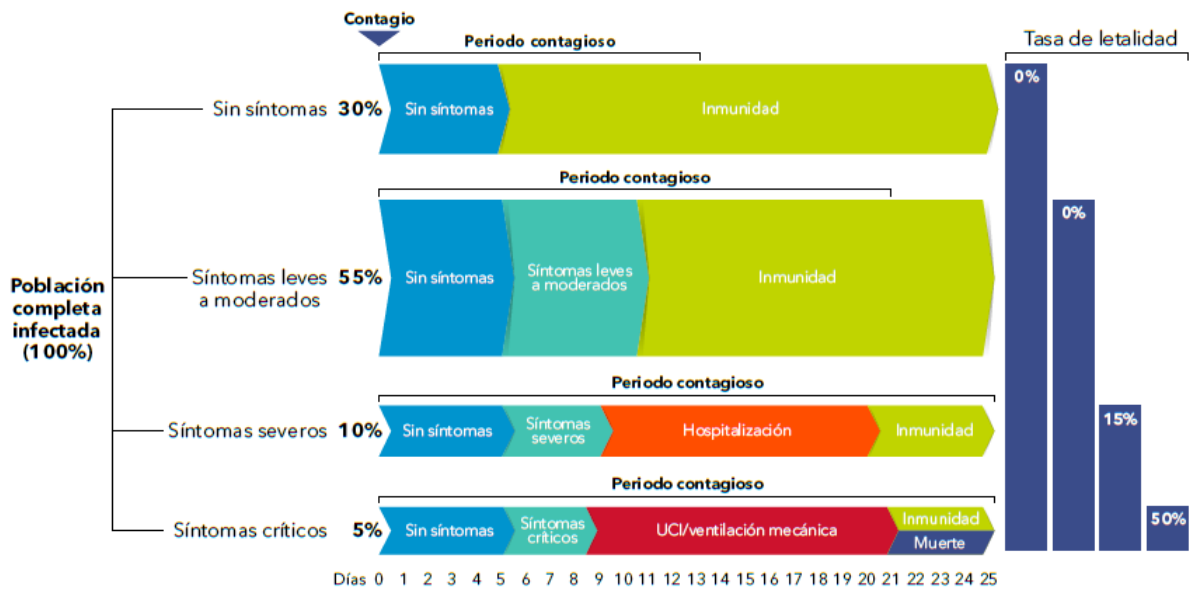 Contagio
Periodo contagioso
Tasa de letalidad
Sin síntomas 30%
Sin síntomas
Inmunidad
0%
Periodo contagioso
Síntomas leves
a moderados
55%
Sin síntomas
Síntomas leves
a moderados
Inmunidad
0%
Población
completa
infectada
(100%)
Periodo contagioso
Síntomas severos 10%
Sin síntomas
Síntomas
severos
Hospitalización
Inmunidad
15%
Periodo contagioso
Síntomas críticos 5%
Sin síntomas
Síntomas
críticos
UCI/ventilación mecánica
Inmunidad
Muerte
50%
Días 0 1 2 3 4 5 6 7 8 9 10 11 12 13 14 15 16 17 18 19 20 21 22 23 24 25